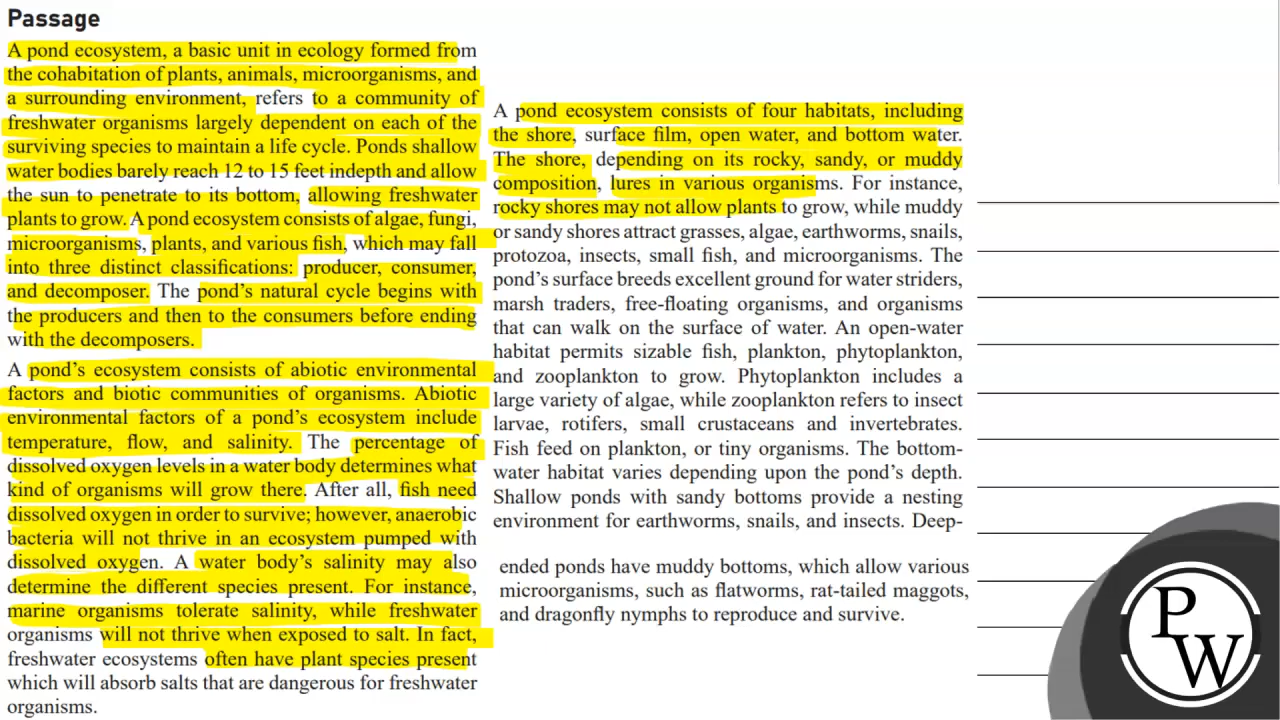 Passage
A pond ecosystem, a basic unit in ecology formed from
the cohabitation of plants, animals, microorganisms, and
a surrounding environment, refers to a community of
freshwater organisms largely dependent on each of the
surviving species to maintain a life cycle. Ponds shallow
water bodies barely reach 12 to 15 feet indepth and allow
the sun to penetrate to its bottom, allowing freshwater
plants to grow. A pond ecosystem consists of algae, fungi,
microorganisms, plants, and various fish, which may fall
into three distinct classifications: producer, consumer,
and decomposer. The pond's natural cycle begins with
the producers and then to the consumers before ending
with the decomposers.
A pond's ecosystem consists of abiotic environmental
factors and biotic communities of organisms. Abiotic
environmental factors of a pond's ecosystem include
temperature, flow, and salinity. The percentage of
dissolved oxygen levels in a water body determines what
kind of organisms will grow there. After all, fish need
dissolved oxygen in order to survive; however, anaerobic
bacteria will not thrive in an ecosystem pumped with
dissolved oxygen. A water body's salinity may also
determine the different species present. For instance,
marine organisms tolerate salinity, while freshwater
organisms will not thrive when exposed to salt. In fact,
freshwater ecosystems often have plant species present
which will absorb salts that are dangerous for freshwater
organisms.
A pond ecosystem consists of four habitats, including
the shore, surface film, open water, and bottom water.
The shore, depending on its rocky, sandy, or muddy
composition, lures in various organisms. For instance,
rocky shores may not allow plants to grow, while muddy
or sandy shores attract grasses, algae, earthworms, snails,
protozoa, insects, small fish, and microorganisms. The
pond's surface breeds excellent ground for water striders,
marsh traders, free-floating organisms, and organisms
that can walk on the surface of water. An open-water
habitat permits sizable fish, plankton, phytoplankton,
and zooplankton to grow. Phytoplankton includes a
large variety of algae, while zooplankton refers to insect
larvae, rotifers, small crustaceans and invertebrates.
Fish feed on plankton, or tiny organisms. The bottom-
water habitat varies depending upon the pond's depth.
Shallow ponds with sandy bottoms provide a nesting
environment for earthworms, snails, and insects. Deep-
ended ponds have muddy bottoms, which allow various
microorganisms, such as flatworms, rat-tailed maggots,
and dragonfly nymphs to reproduce and survive.
P
W